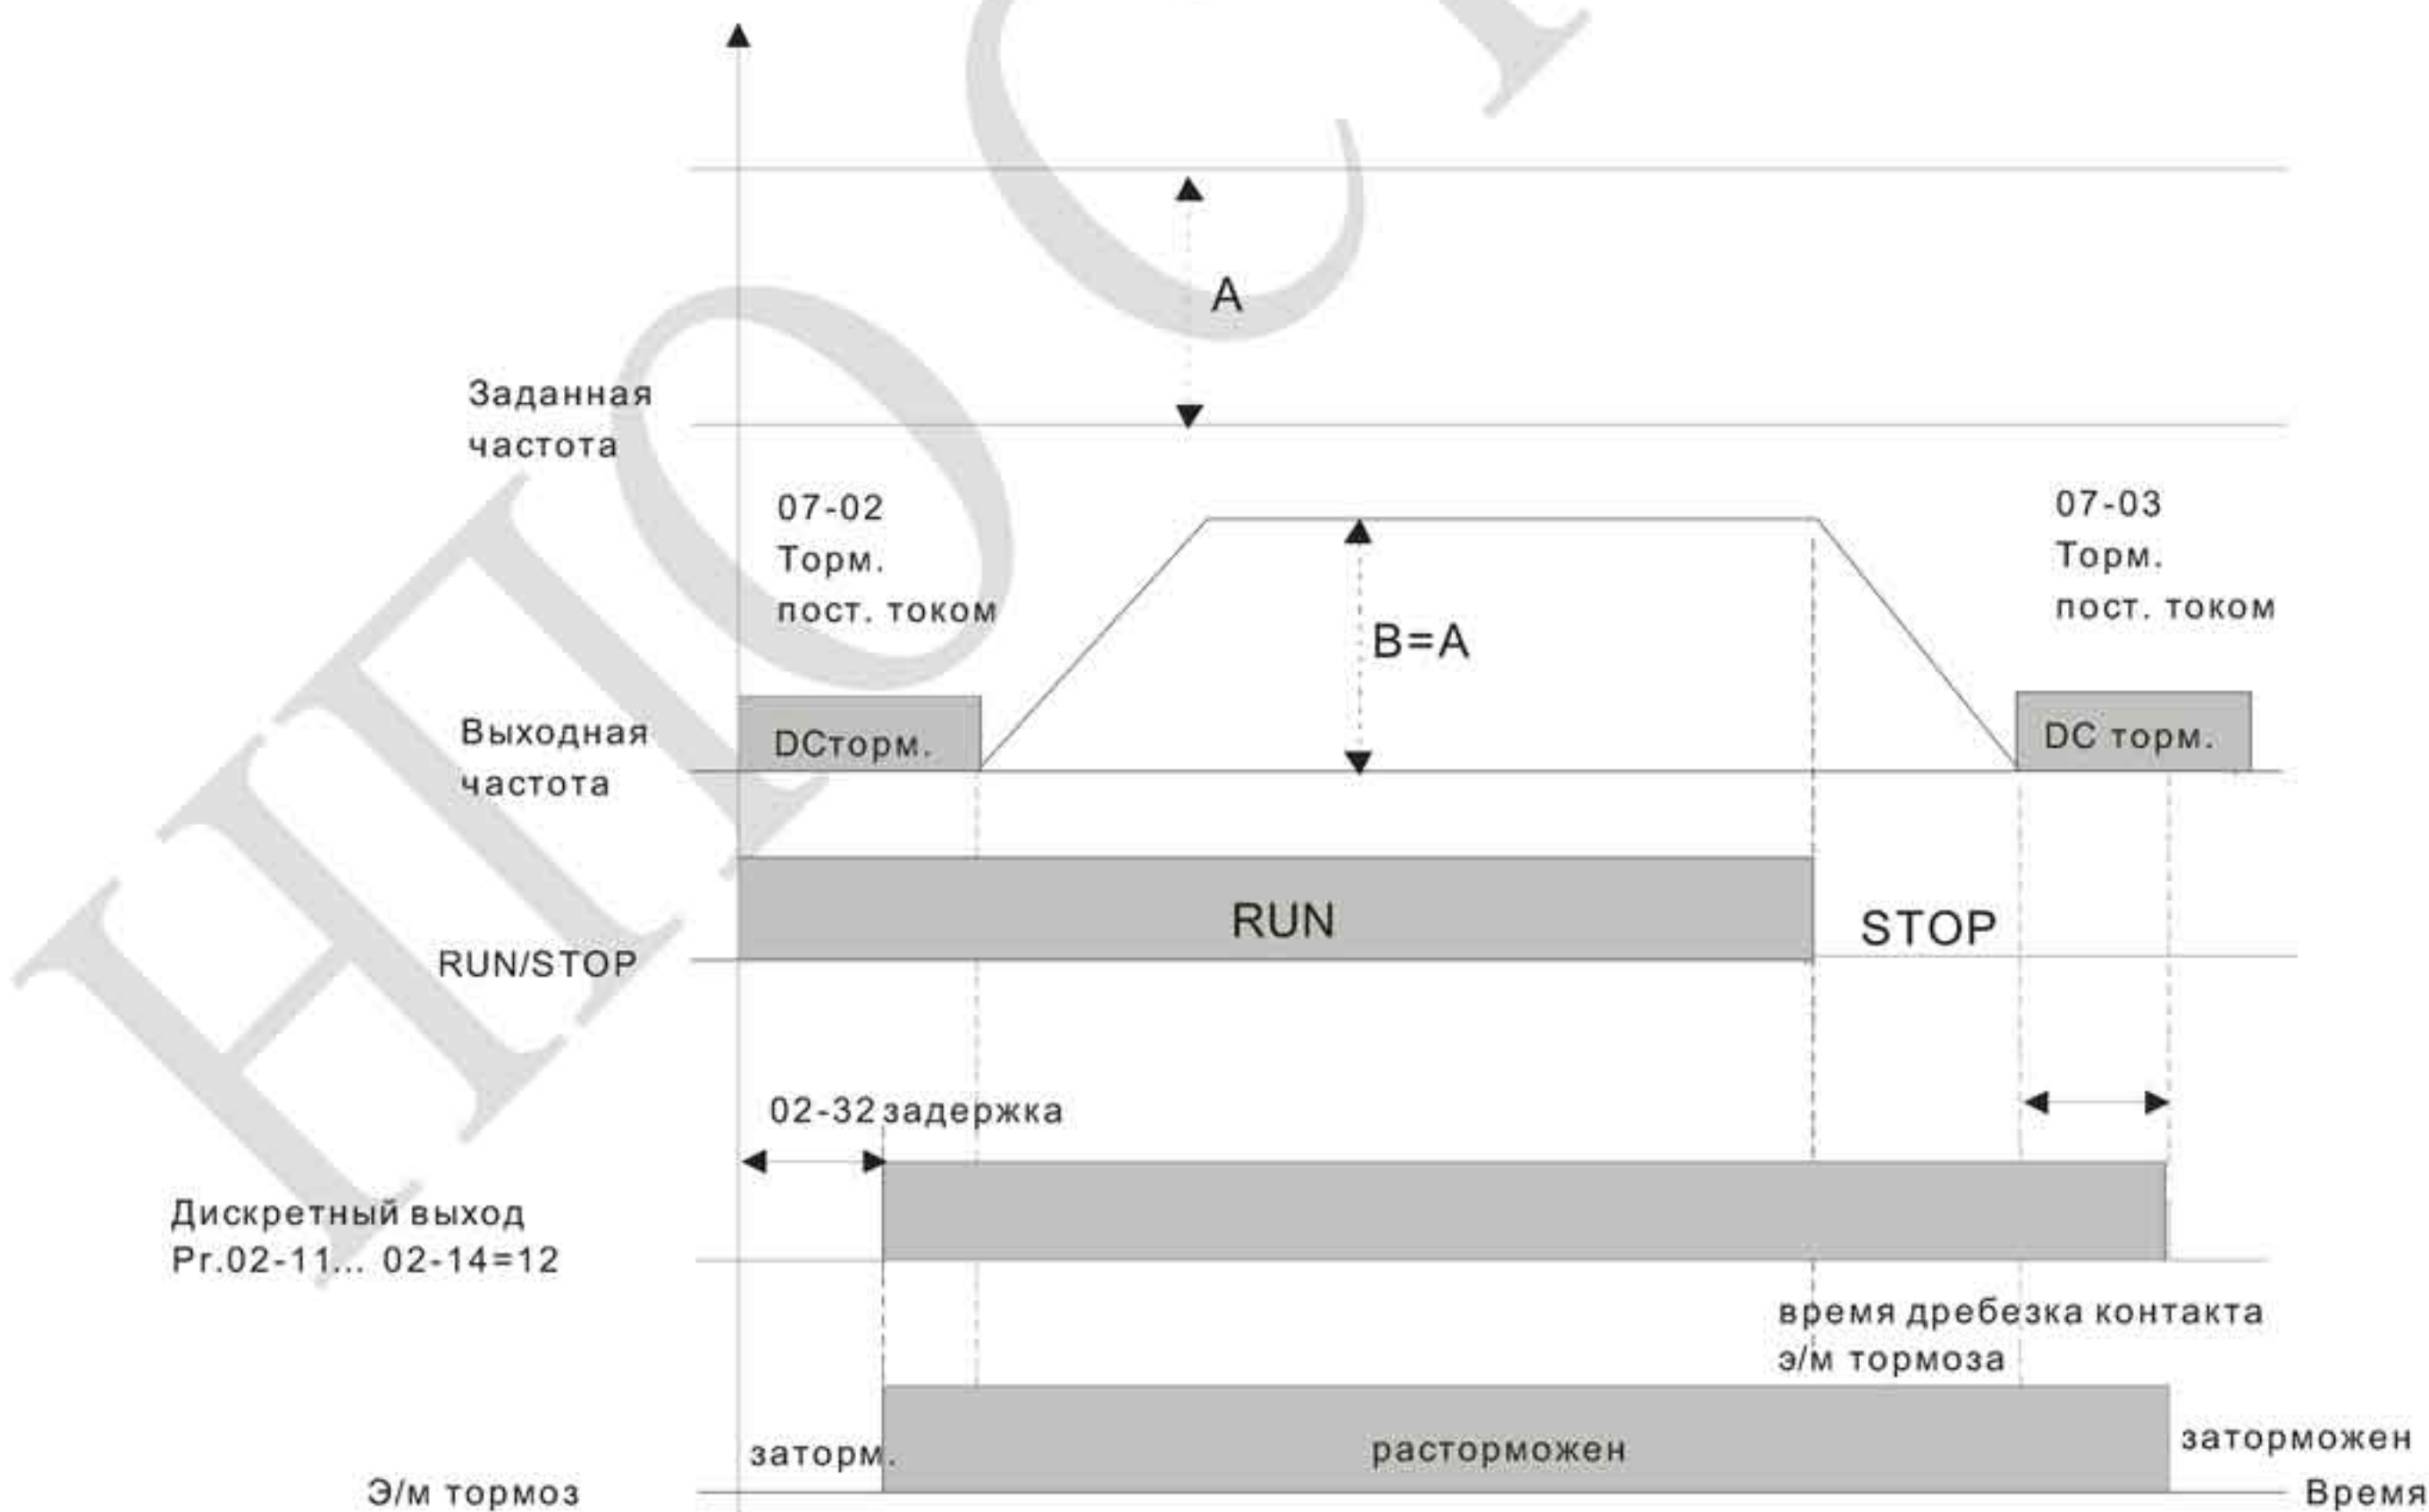 A
Заданная
частота
07-02
Торм.
пост. током
07-03
Торм.
пост. током
B=A
Выходная
частота
DCторм.
DC торм.
RUN
STOP
RUN/STOP
02-32 задержка
Дискретный выход
Pr.02-11... 02-14=12
время дребезка контакта
э/м тормоза
заторм.
расторможен
заторможен
Э/м тормоз
Время
НПО С